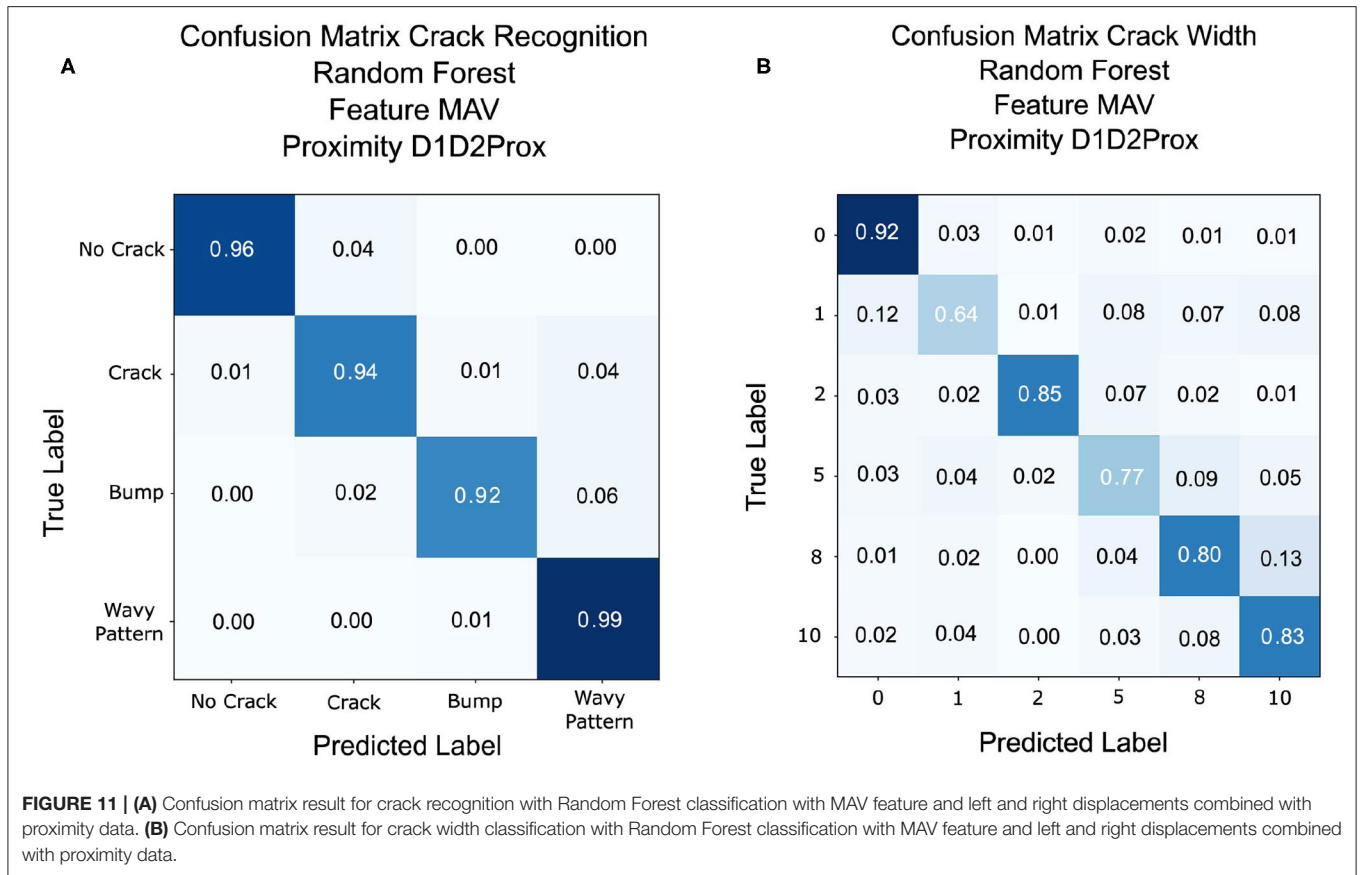 A
Confusion Matrix Crack Recognition
Random Forest
Feature MAV
Proximity D1D2Prox
True Label
No Crack 0.96 0.04 0.00 0.00
Crack 0.01 0.94 0.01 0.04
Bump 0.00 0.02 0.92 0.06
Wavy
Pattern 0.00 0.00 0.01 0.99
No Crack Crack Bump Wavy
Pattern
Predicted Label
B
Confusion Matrix Crack Width
Random Forest
Feature MAV
Proximity D1D2Prox
True Label
0 0.92 0.03 0.01 0.02 0.01 0.01
1 0.12 0.64 0.01 0.08 0.07 0.08
2 0.03 0.02 0.85 0.07 0.02 0.01
5 0.03 0.04 0.02 0.77 0.09 0.05
8 0.01 0.02 0.00 0.04 0.80 0.13
10 0.02 0.04 0.00 0.03 0.08 0.83
0 1 2 5 8 10
Predicted Label
FIGURE 11 | (A) Confusion matrix result for crack recognition with Random Forest classification with MAV feature and left and right displacements combined with
proximity data. (B) Confusion matrix result for crack width classification with Random Forest classification with MAV feature and left and right displacements combined
with proximity data.